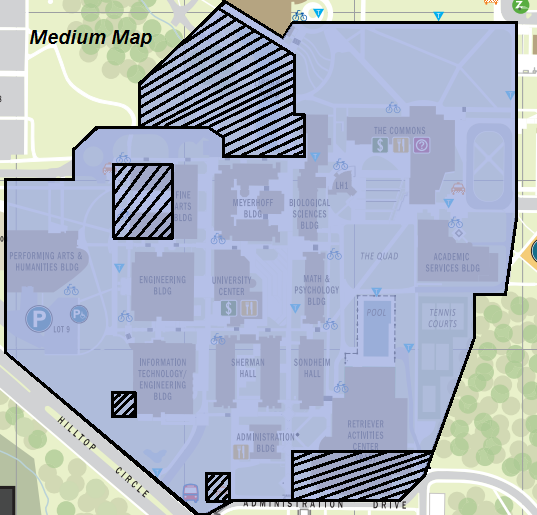 Medium Map
THE COMMONS
FINE
ARTS
BLDG
MEYERHOFF
BLDG
BIOLOGICAL
SCIENCES
BLDG
LH1
PERFORMING ARTS &
HUMANITIES BLDG
THE QUAD
ACADEMIC
SERVICES BLDG
ENGINEERING
BLDG
UNIVERSITY
CENTER
MATH &
PSYCHOLOGY
BLDG
P
LOT 9
POOL
TENNIS
COURTS
INFORMATION
TECHNOLOGY/
ENGINEERING
BLDG
SHERMAN
HALL
SONDHEIM
HALL
HILLTOP CIRCLE
ADMINISTRATION*
BLDG
RETRIEVER
ACTIVITIES
CENTER
ADMINISTRATION DRIVE